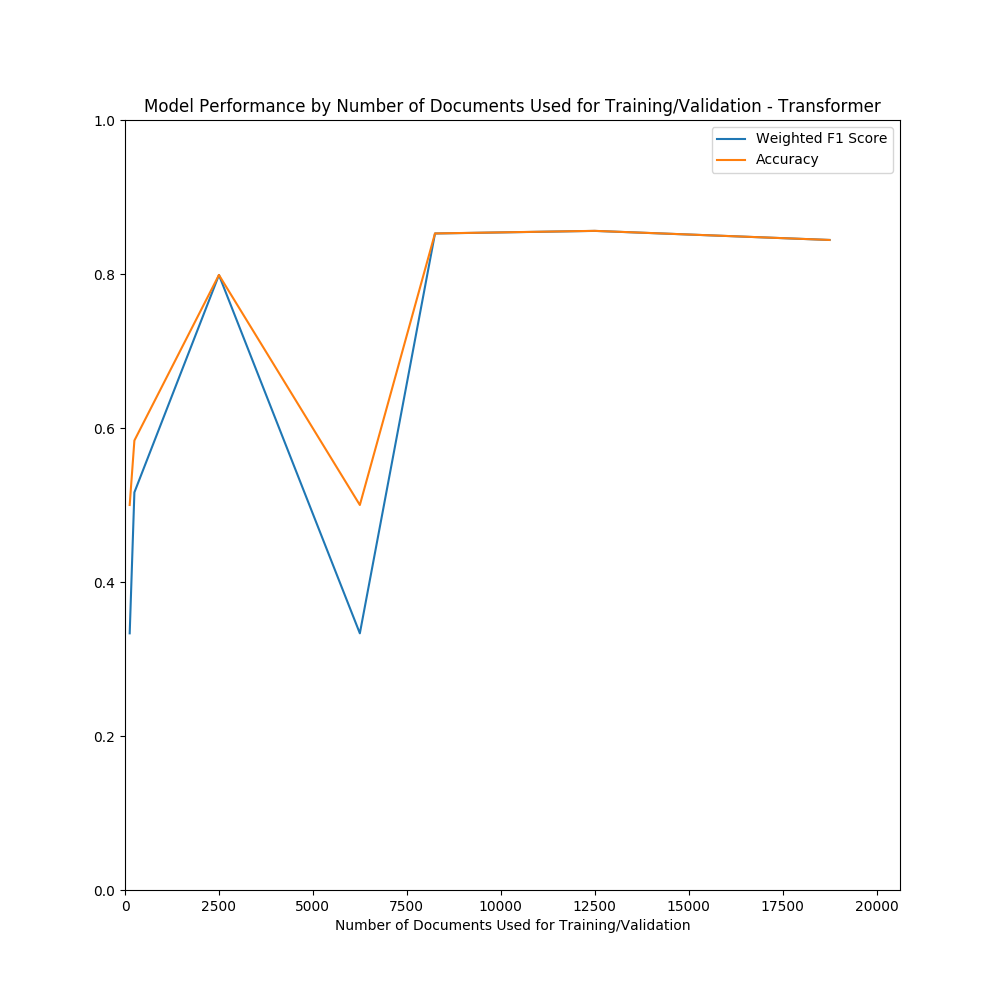 Model Performance by Number of Documents Used for Training/Validation - Transformer
Weighted F1 Score
Accuracy
1.0
0.8
0.6
0.4
0.2
0.0
0 2500 5000 7500 10000 12500 15000 17500 20000
Number of Documents Used for Training/Validation